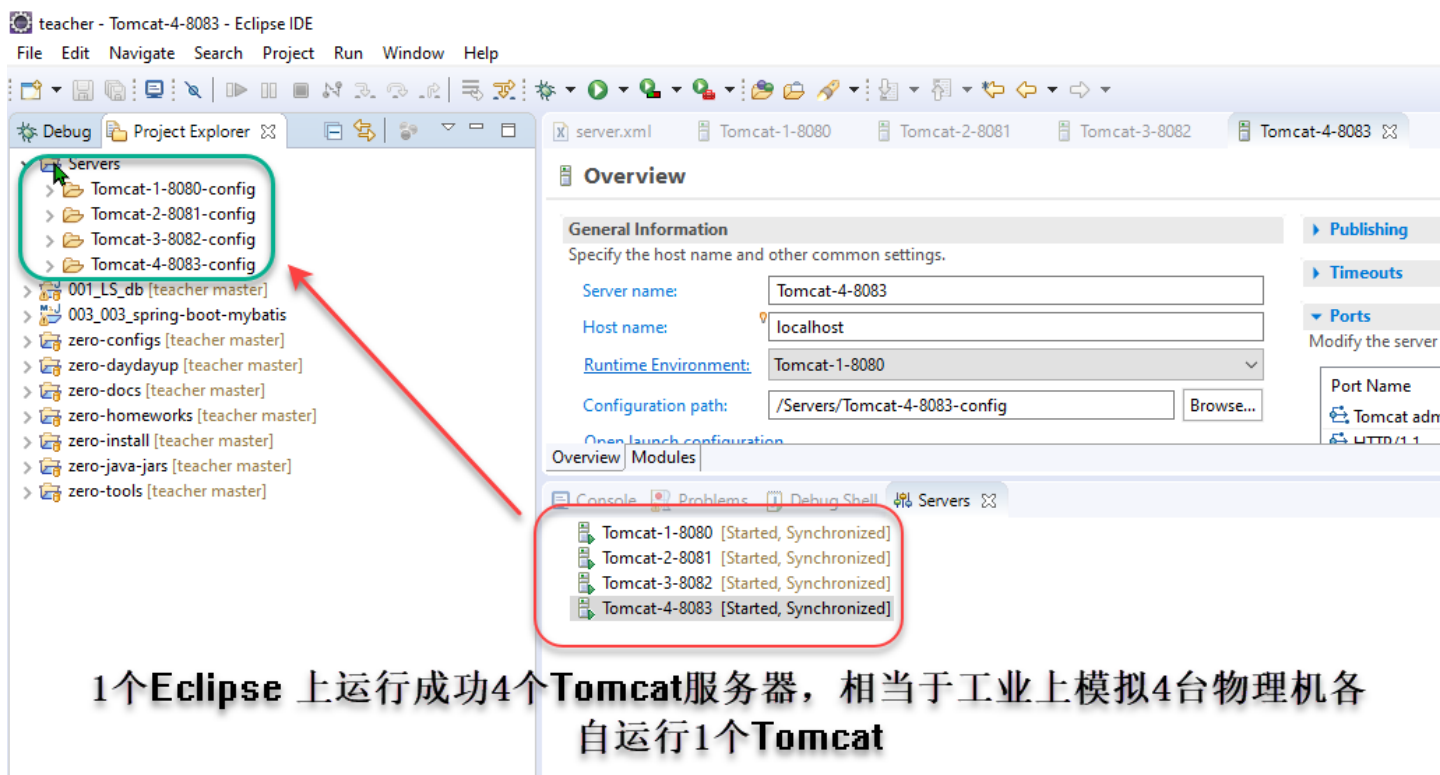 teacher - Tomcat-4-8083 - Eclipse IDE
File Edit Navigate Search Project Run Window Help
Debug Project Explorer
Servers
Tomcat-1-8080-config
Tomcat-2-8081-config
Tomcat-3-8082-config
Tomcat-4-8083-config
001_LS_db [teacher master]
003_003_spring-boot-mybatis
zero-configs [teacher master]
zero-daydayup [teacher master]
zero-docs [teacher master]
zero-homeworks [teacher master]
zero-install [teacher master]
zero-java-jars [teacher master]
zero-tools [teacher master]
server.xml Tomcat-1-8080 Tomcat-2-8081 Tomcat-3-8082 Tomcat-4-8083
Overview
General Information
Specify the host name and other common settings.
Server name: Tomcat-4-8083
Host name: localhost
Runtime Environment: Tomcat-1-8080
Configuration path: /Servers/Tomcat-4-8083-config Browse...
Open launch configuration
Publishing
Timeouts
Ports
Modify the server
Port Name
Tomcat adm
HTTP/1.1
Overview Modules
Console Problems Debug Shell Servers
Tomcat-1-8080 [Started, Synchronized]
Tomcat-2-8081 [Started, Synchronized]
Tomcat-3-8082 [Started, Synchronized]
Tomcat-4-8083 [Started, Synchronized]
1个Eclipse 上运行成功4个Tomcat服务器，相当于工业上模拟4台物理机各
自运行1个Tomcat